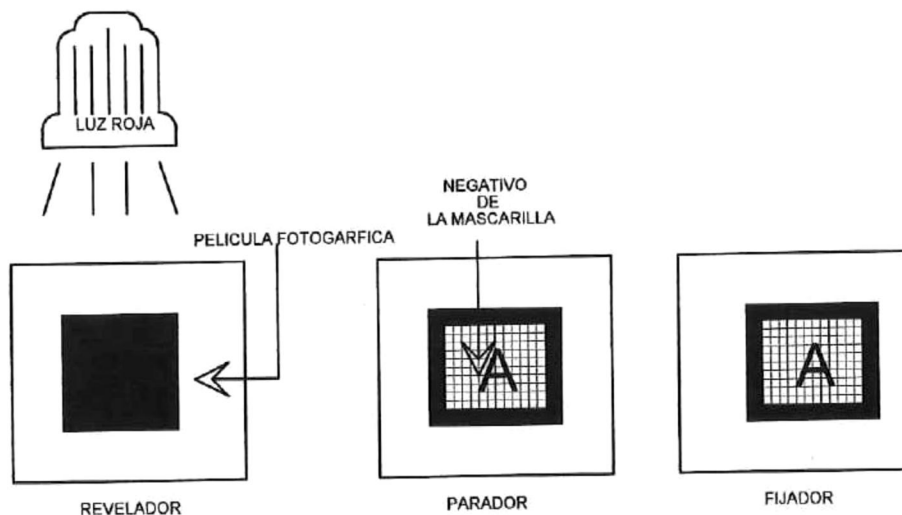 LUZ ROJA
NEGATIVO
DE
LA MASCARILLA
PELICULA FOTOGARFICA
A
A
REVELADOR
PARADOR
FIJADOR